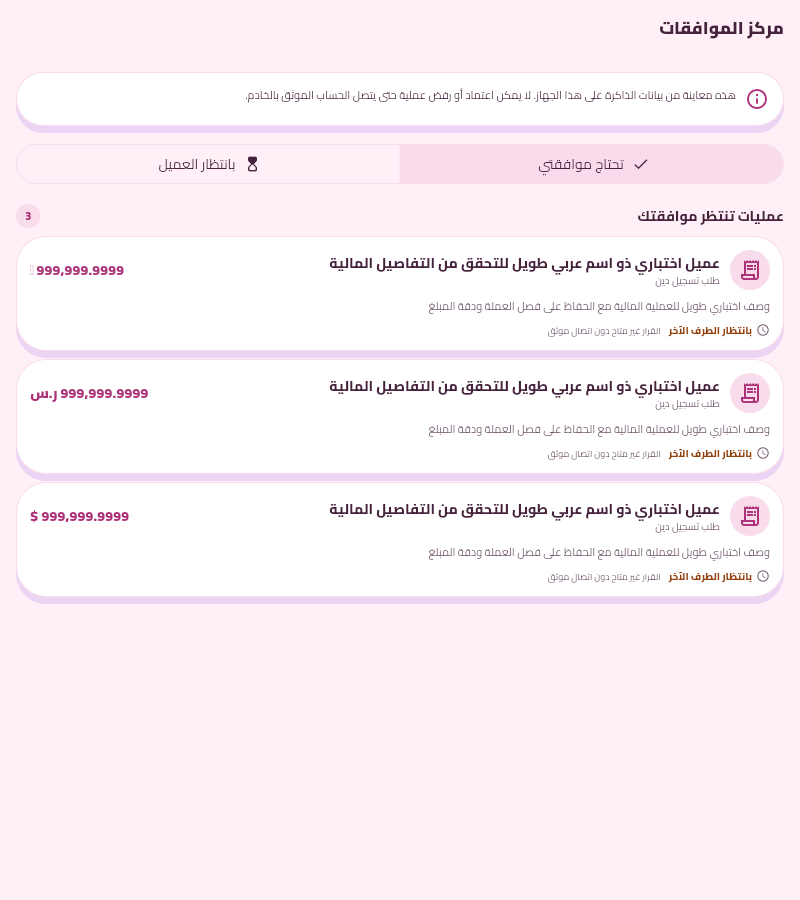 مركز الموافقات
هذه معاينة من بيانات الذاكرة على هذا الجهاز. لا يمكن اعتماد أو رفض عملية حتى يتصل الحساب الموثق بالخادم.
تحتاج موافقتي
بانتظار العميل
عمليات تنتظر موافقتك
3
عميل اختباري ذو اسم عربي طويل للتحقق من التفاصيل المالية
999,999.9999
طلب تسجيل دين
وصف اختباري طويل للعملية المالية مع الحفاظ على فصل العملة ودقة المبلغ
بانتظار الطرف الآخر القرار غير متاح دون اتصال موثق
عميل اختباري ذو اسم عربي طويل للتحقق من التفاصيل المالية
999,999.9999 ر.س
طلب تسجيل دين
وصف اختباري طويل للعملية المالية مع الحفاظ على فصل العملة ودقة المبلغ
بانتظار الطرف الآخر القرار غير متاح دون اتصال موثق
عميل اختباري ذو اسم عربي طويل للتحقق من التفاصيل المالية
999,999.9999 $
طلب تسجيل دين
وصف اختباري طويل للعملية المالية مع الحفاظ على فصل العملة ودقة المبلغ
بانتظار الطرف الآخر القرار غير متاح دون اتصال موثق